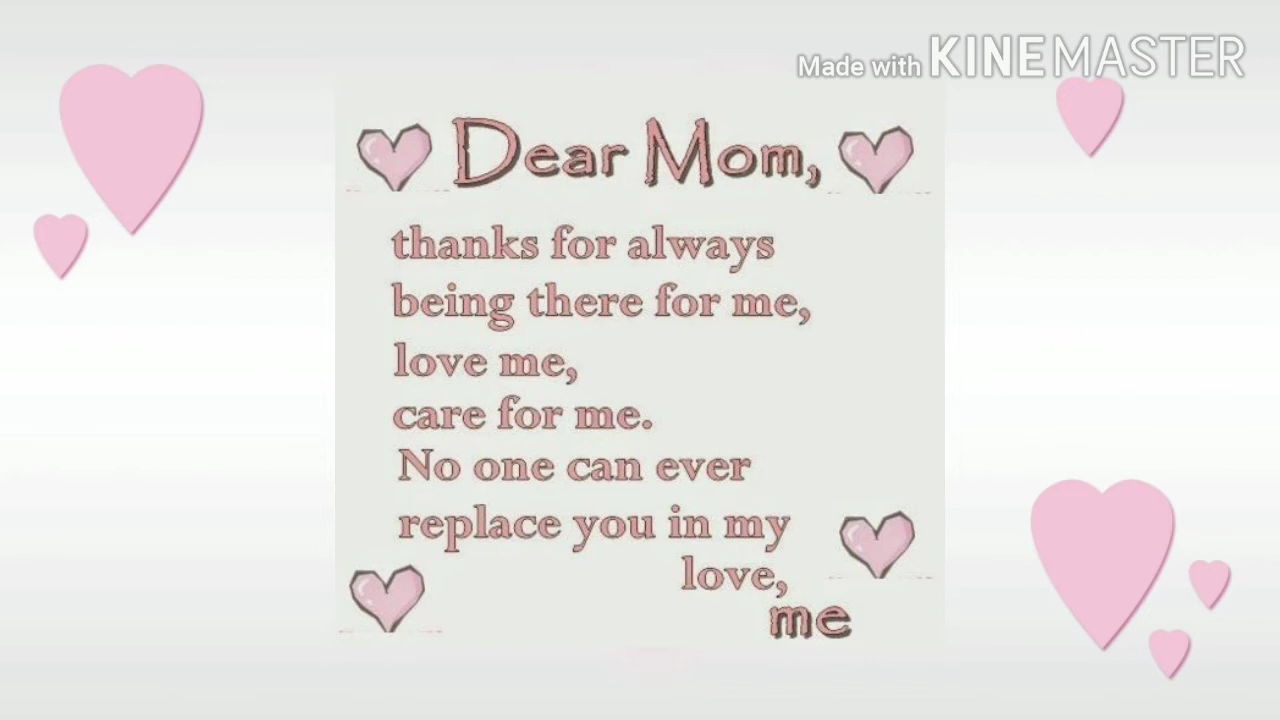 Made with KINEMASTER
Dear Mom,
thanks for always
being there for me,
love me,
care for me.
No one can ever
replace you in my
love,
me